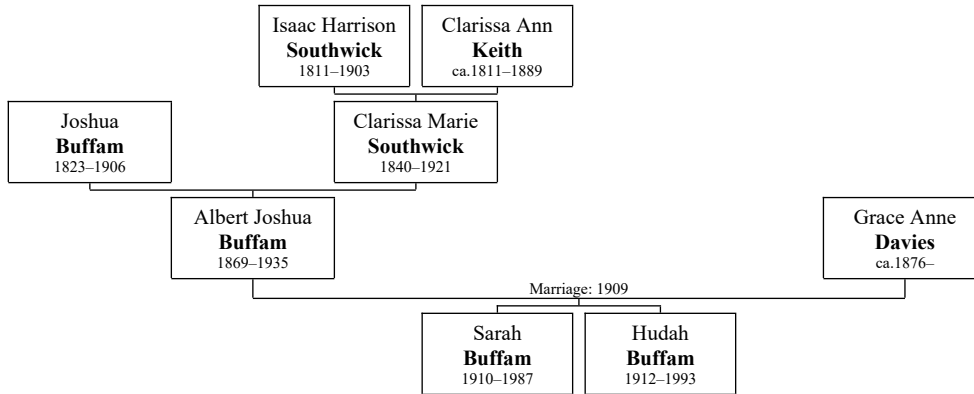 Isaac Harrison
Southwick
1811–1903
Clarissa Ann
Keith
ca.1811–1889
Joshua
Buffam
1823–1906
Clarissa Marie
Southwick
1840–1921
Albert Joshua
Buffam
1869–1935
Grace Anne
Davies
ca.1876–
Marriage: 1909
Sarah
Buffam
1910–1987
Hudah
Buffam
1912–1993